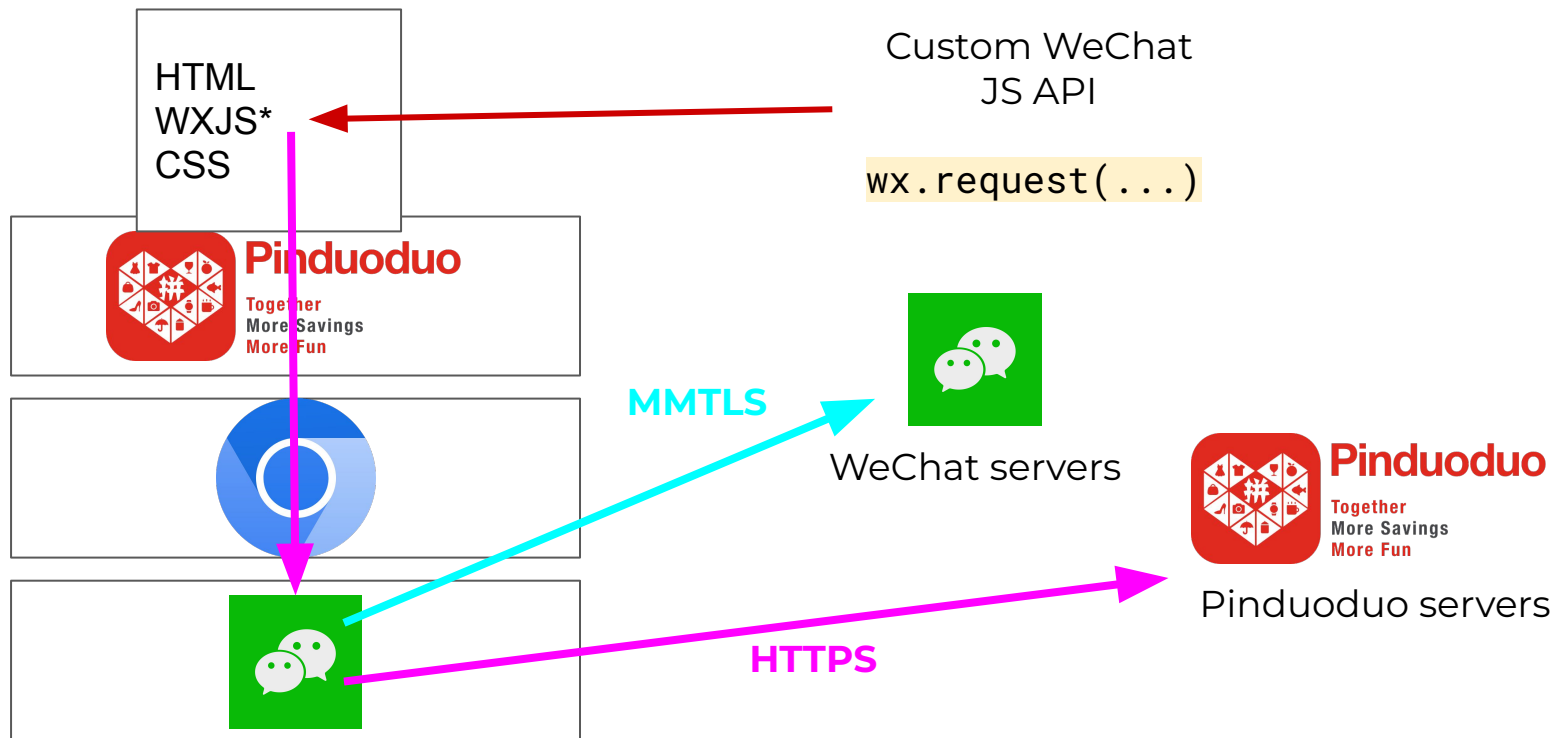 HTML
WXJS*
CSS
Custom WeChat
JS API
wx.request(...)
Pinduoduo
Together
More Savings
More Fun
MMTLS
WeChat servers
Pinduoduo
Together
More Savings
More Fun
Pinduoduo servers
HTTPS